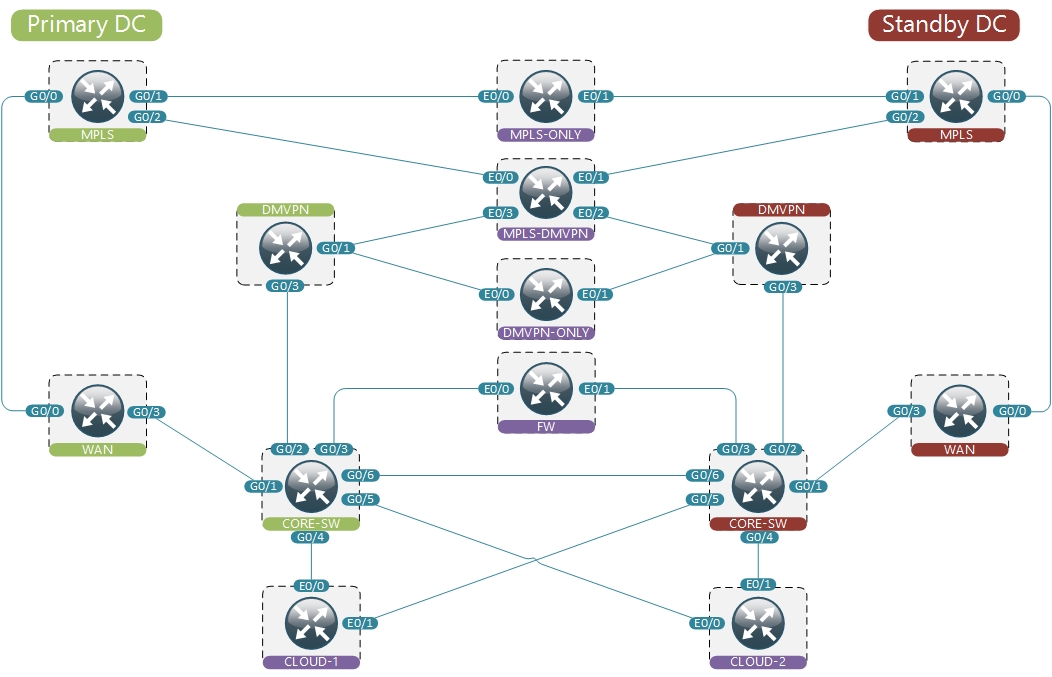 Primary DC
Standby DC
G0/0
G0/1
G0/2
MPLS
E0/0
E0/1
MPLS-ONLY
G0/1
G0/2
G0/0
MPLS
E0/0
E0/1
E0/3
E0/2
MPLS-DMVPN
DMVPN
G0/1
G0/3
DMVPN
G0/1
G0/3
E0/0
E0/1
DMVPN-ONLY
E0/0
E0/1
FW
G0/0
G0/3
WAN
G0/3
G0/0
WAN
G0/2
G0/3
G0/1
G0/6
G0/5
CORE-SW
G0/4
G0/3
G0/2
G0/6
G0/1
G0/5
CORE-SW
G0/4
E0/0
E0/1
CLOUD-1
E0/1
E0/0
CLOUD-2